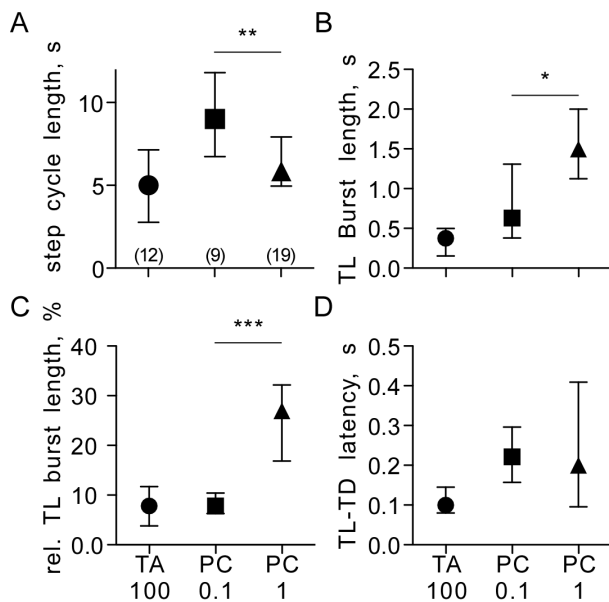 A
step cycle length, s
**
10
5
0
(12)
(9)
(19)
B
TL Burst length, s
*
2.5
2.0
1.5
1.0
0.5
0.0
C
rel. TL burst length, %
***
40
30
20
10
0.0
TA
100
PC
0.1
PC
1
D
TL-TD latency, s
0.5
0.4
0.3
0.2
0.1
0.0
TA
100
PC
0.1
PC
1